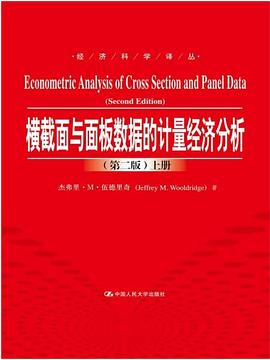 ·经济科学译丛·
Econometric Analysis of Cross Section and Panel Data
(Second Edition)
横截面与面板数据的计量经济分析
（第二版）上册
杰弗里·M·伍德里奇 (Jeffrey M. Wooldridge) 著
中国人民大学出版社